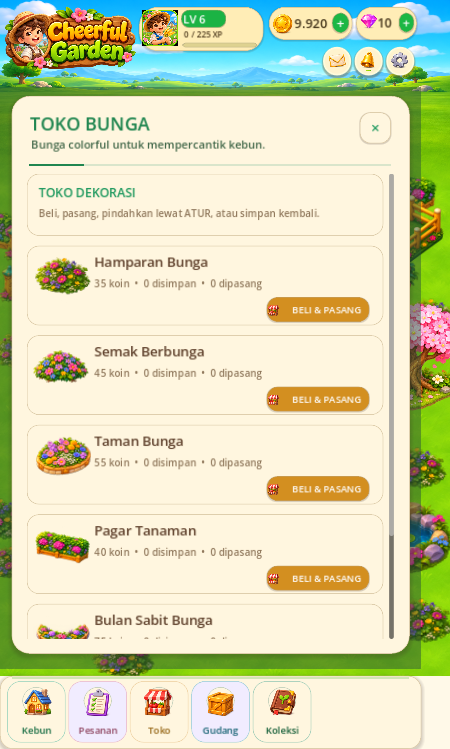 Cheerful
Garden
LV 6
0 / 225 XP
9.920
+
10
+
TOKO BUNGA
Bunga colorful untuk mempercantik kebun.
×
TOKO DEKORASI
Beli, pasang, pindahkan lewat ATUR, atau simpan kembali.
Hamparan Bunga
35 koin • 0 disimpan • 0 dipasang
BELI & PASANG
Semak Berbunga
45 koin • 0 disimpan • 0 dipasang
BELI & PASANG
Taman Bunga
55 koin • 0 disimpan • 0 dipasang
BELI & PASANG
Pagar Tanaman
40 koin • 0 disimpan • 0 dipasang
BELI & PASANG
Bulan Sabit Bunga
Kebun
Pesanan
Toko
Gudang
Koleksi